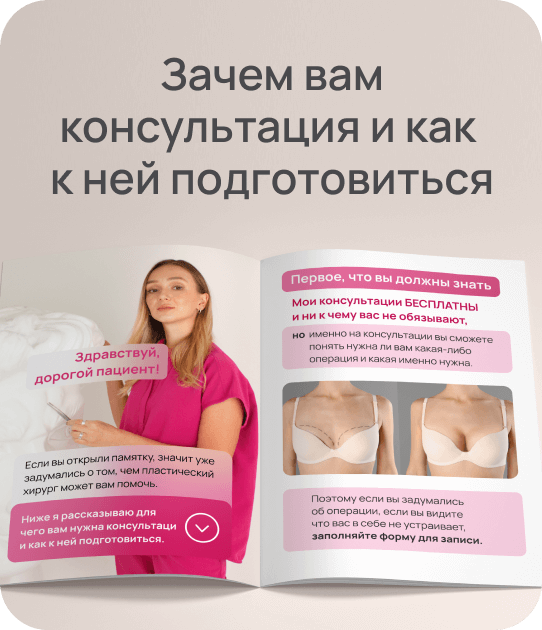 Зачем вам
консультация и как
к ней подготовиться
Здравствуй,
дорогой пациент!
Если вы открыли памятку, значит уже
задумались о том, чем пластический
хирург может вам помочь.
Ниже я рассказываю для
чего вам нужна консультаци
и как к ней подготовиться.
Первое, что вы должны знать
Мои консультации БЕСПЛАТНЫ
и ни к чему вас не обязывают,
но именно на консультации вы сможете
понять нужна ли вам какая-либо
операция и какая именно нужна.
Поэтому если вы задумались
об операции, если вы видите
что вас в себе не устраивает,
заполняйте форму для записи.